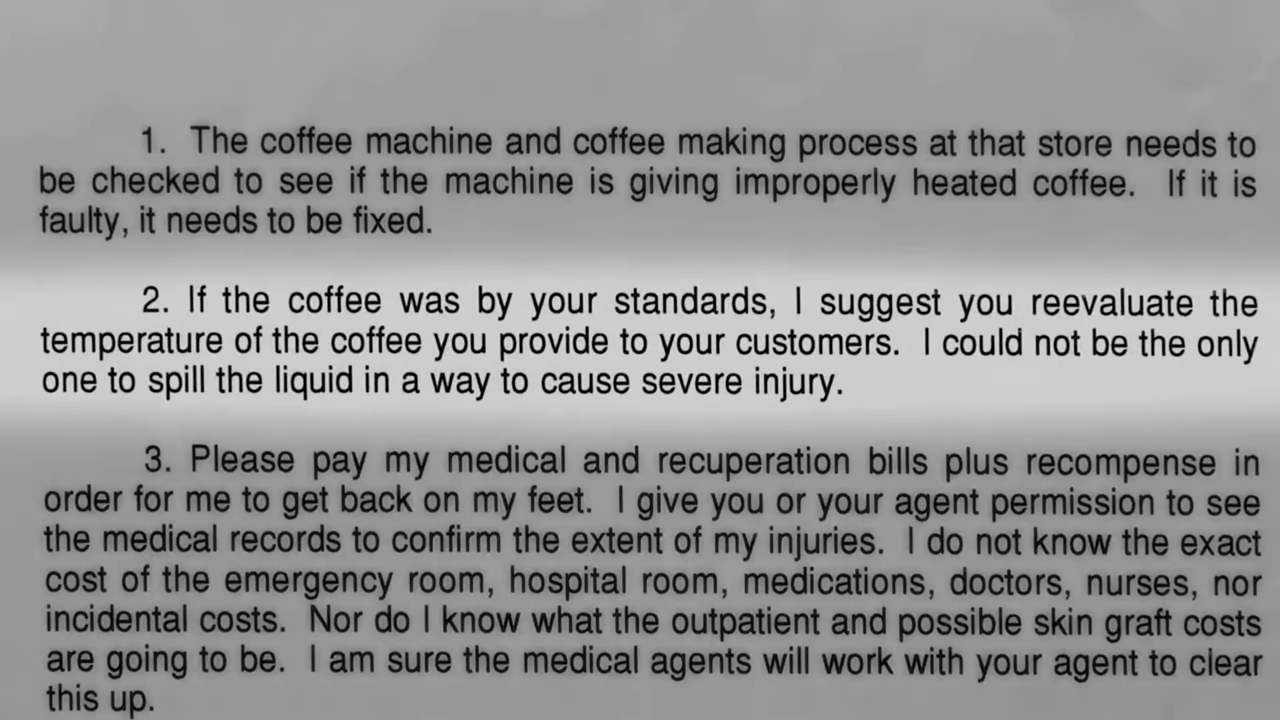 1. The coffee machine and coffee making process at that store needs to
be checked to see if the machine is giving improperly heated coffee. If it is
faulty, it needs to be fixed.
2. If the coffee was by your standards, I suggest you reevaluate the
temperature of the coffee you provide to your customers. I could not be the only
one to spill the liquid in a way to cause severe injury.
3. Please pay my medical and recuperation bills plus recompense in
order for me to get back on my feet. I give you or your agent permission to see
the medical records to confirm the extent of my injuries. I do not know the exact
cost of the emergency room, hospital room, medications, doctors, nurses, nor
incidental costs. Nor do I know what the outpatient and possible skin graft costs
are going to be. I am sure the medical agents will work with your agent to clear
this up.